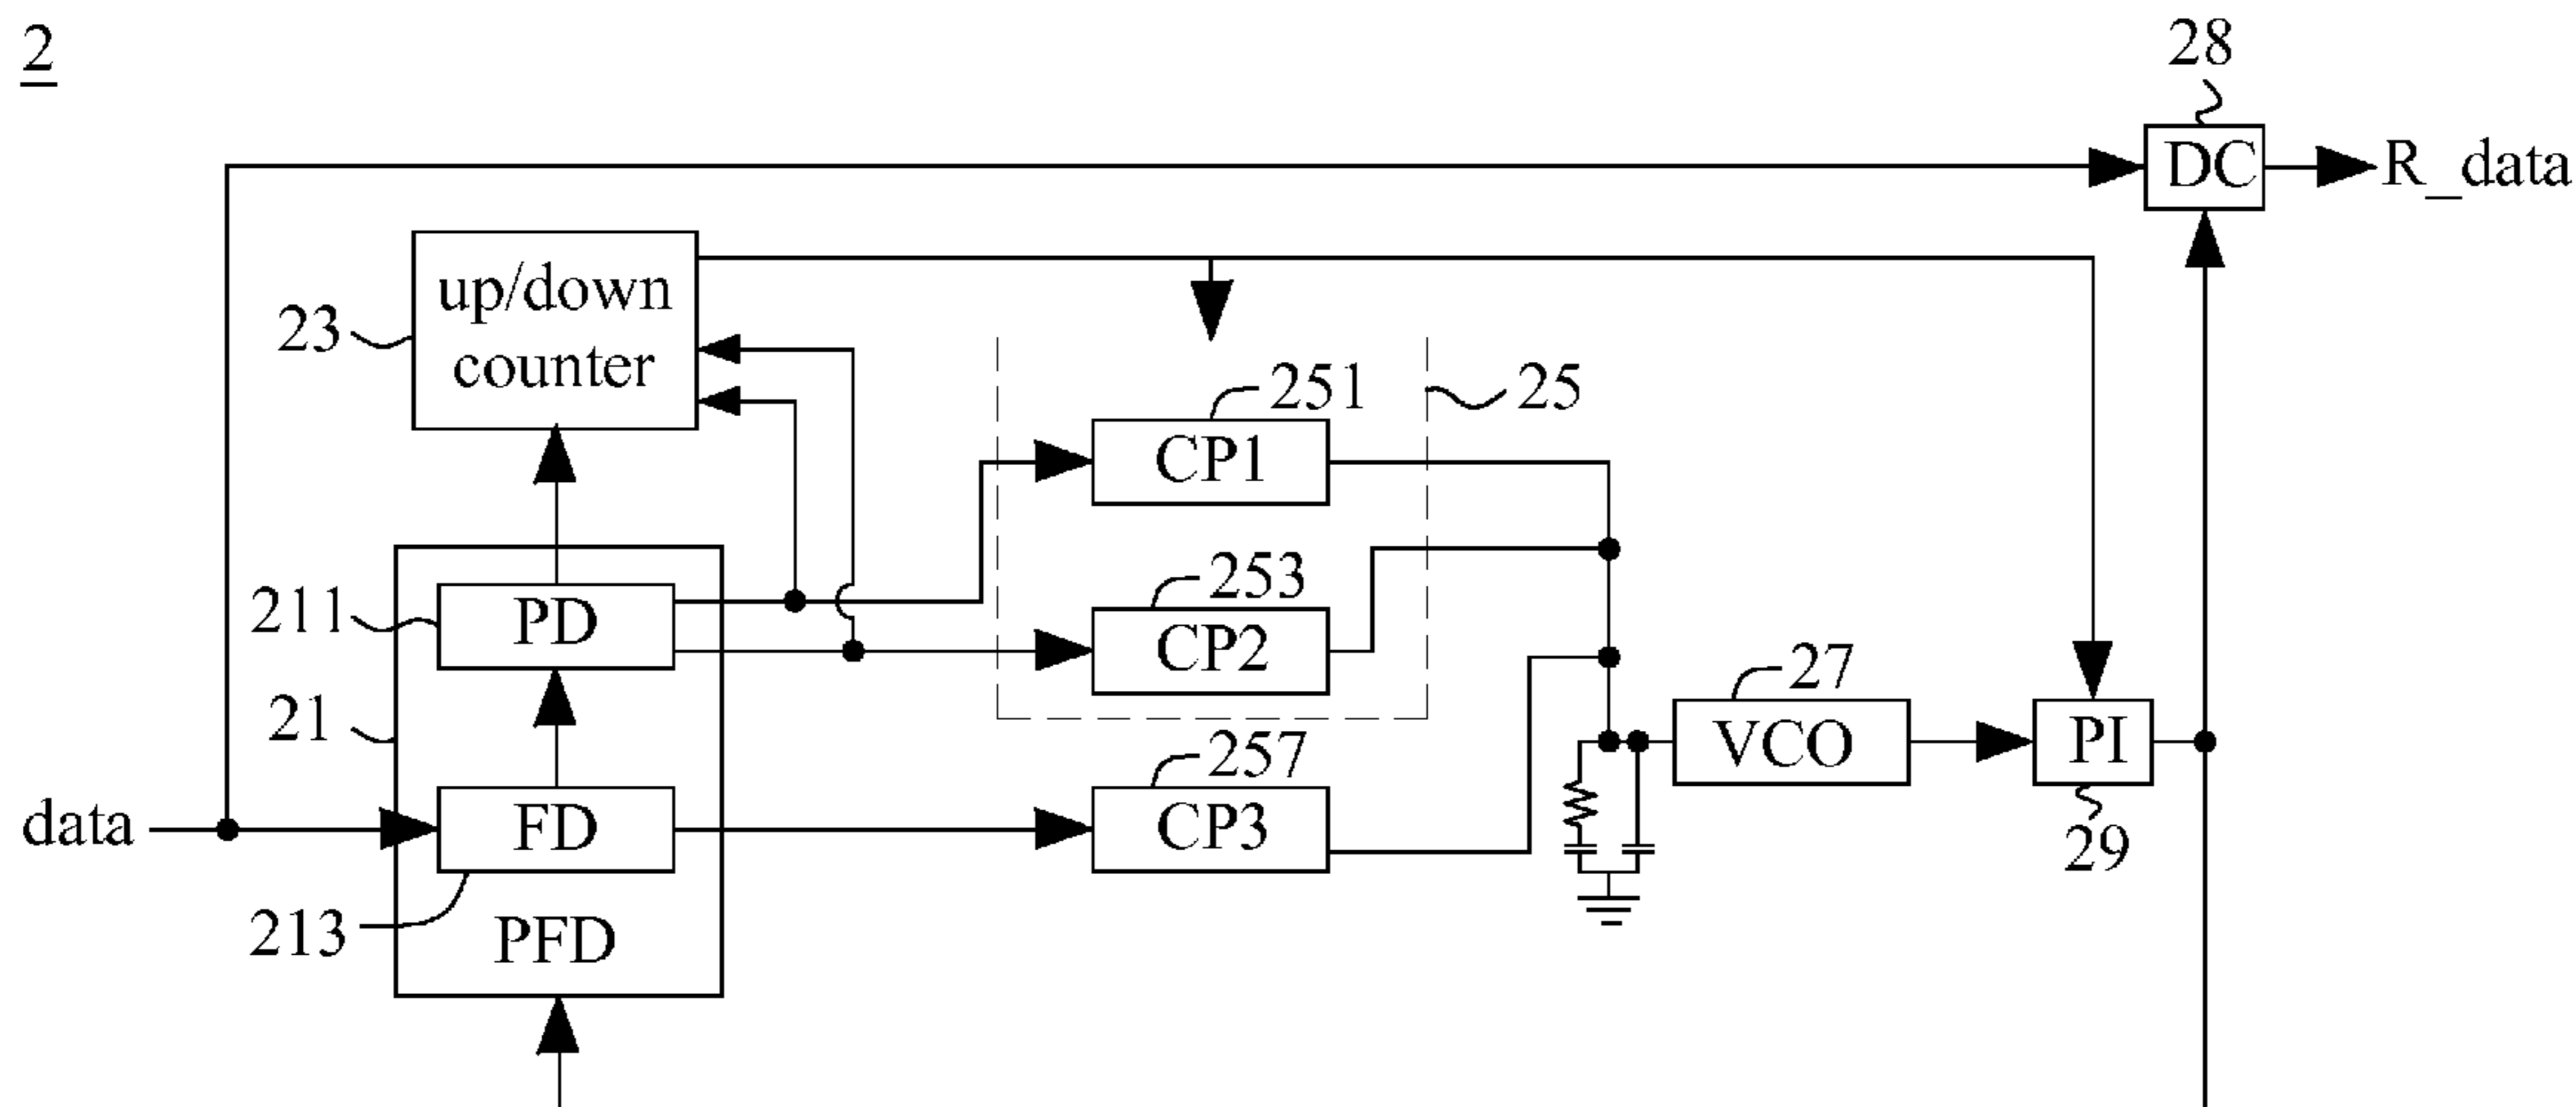 2
28
DC
R_data
up/down
counter
23
251
25
CP1
211
PD
253
CP2
21
27
VCO
PI
257
data
FD
CP3
29
213
PFD